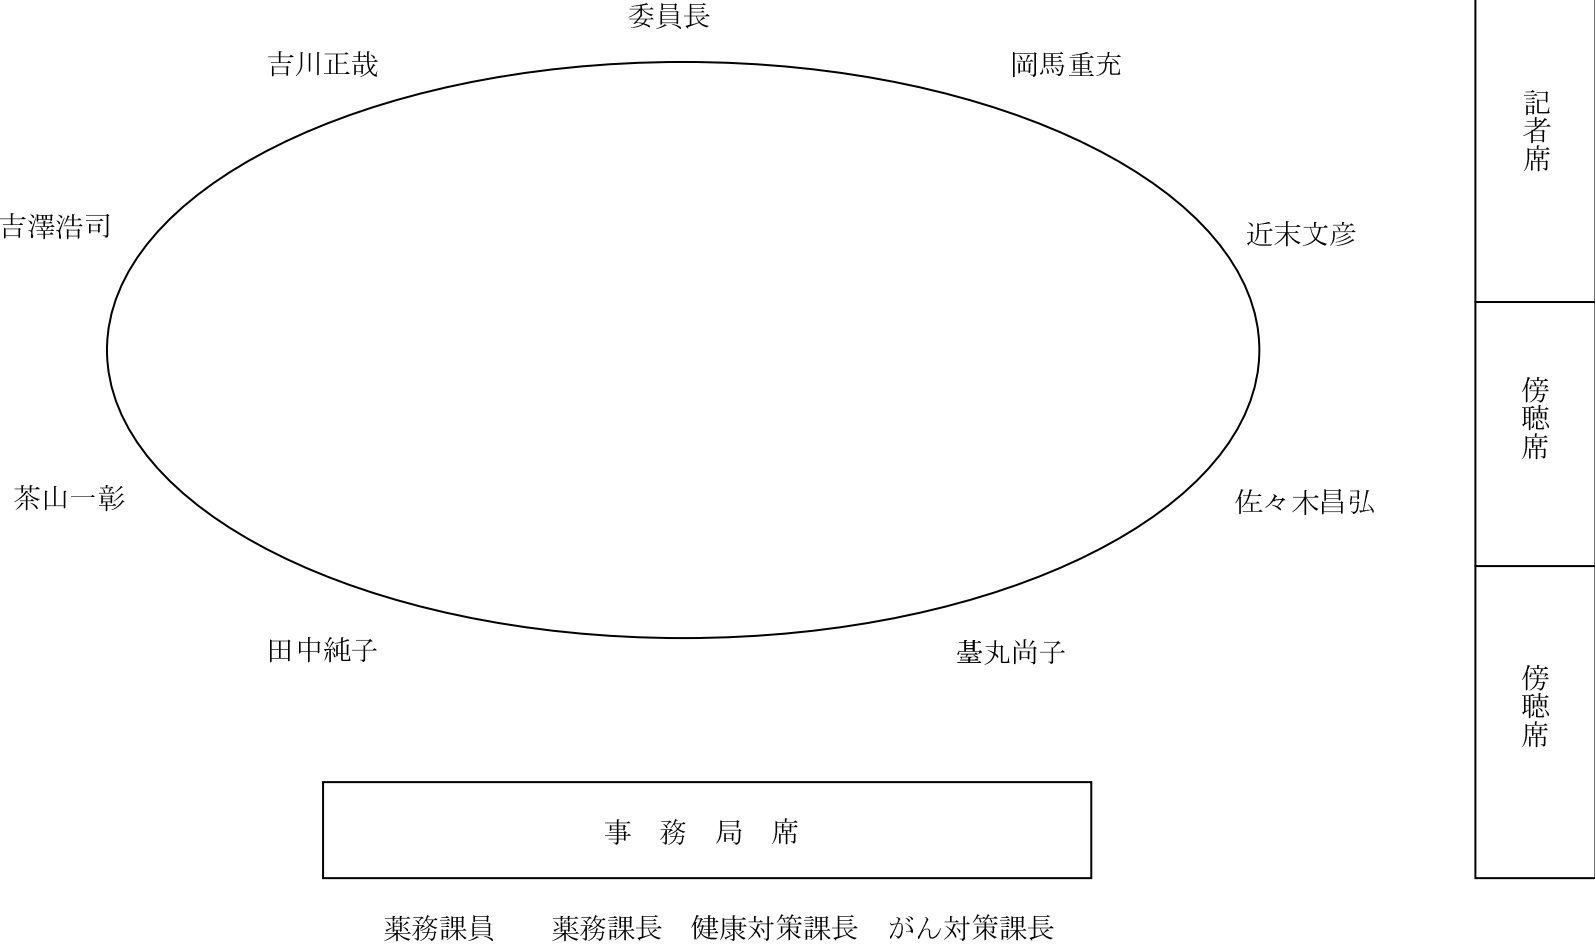 委員長
吉川正哉
岡馬重充
吉澤浩司
近末文彦
茶山一彰
佐々木昌弘
田中純子
薹丸尚子
記者席
傍聴席
傍聴席
事　務　局　席
薬務課員　　薬務課長　健康対策課長　がん対策課長